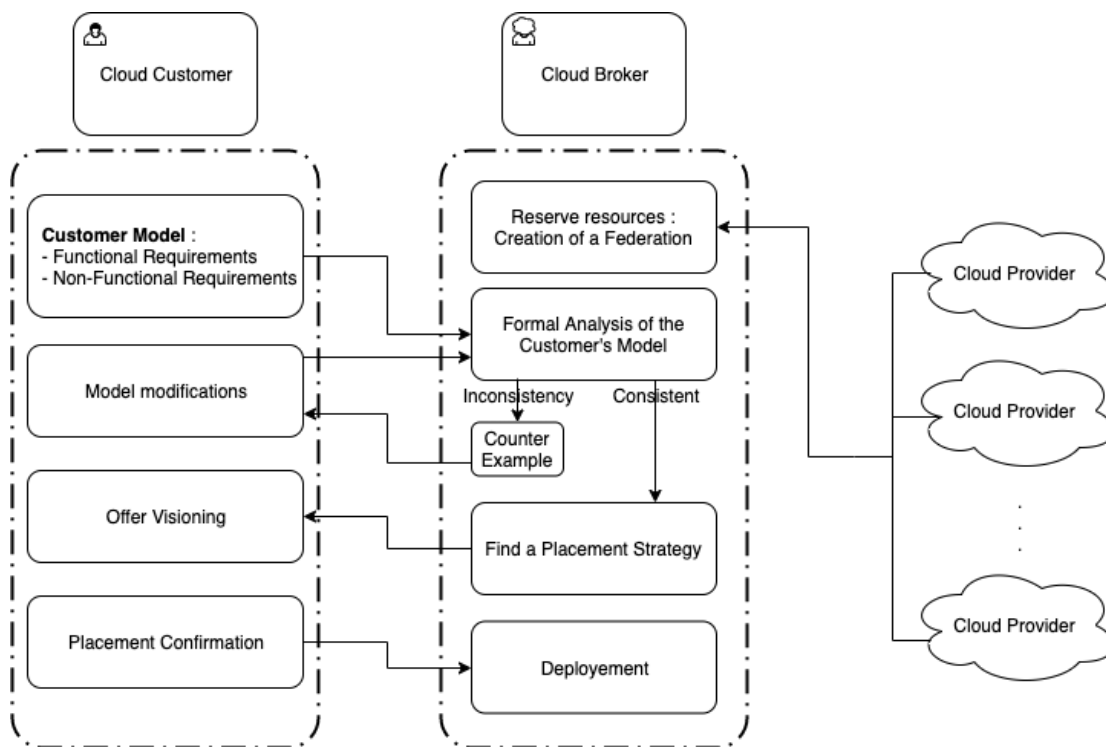 Cloud Customer
Cloud Broker
Customer Model :
- Functional Requirements
- Non-Functional Requirements
Model modifications
Offer Visioning
Placement Confirmation
Reserve resources :
Creation of a Federation
Formal Analysis of the
Customer's Model
Inconsistency
Consistent
Counter
Example
Find a Placement Strategy
Deployement
Cloud Provider
Cloud Provider
Cloud Provider